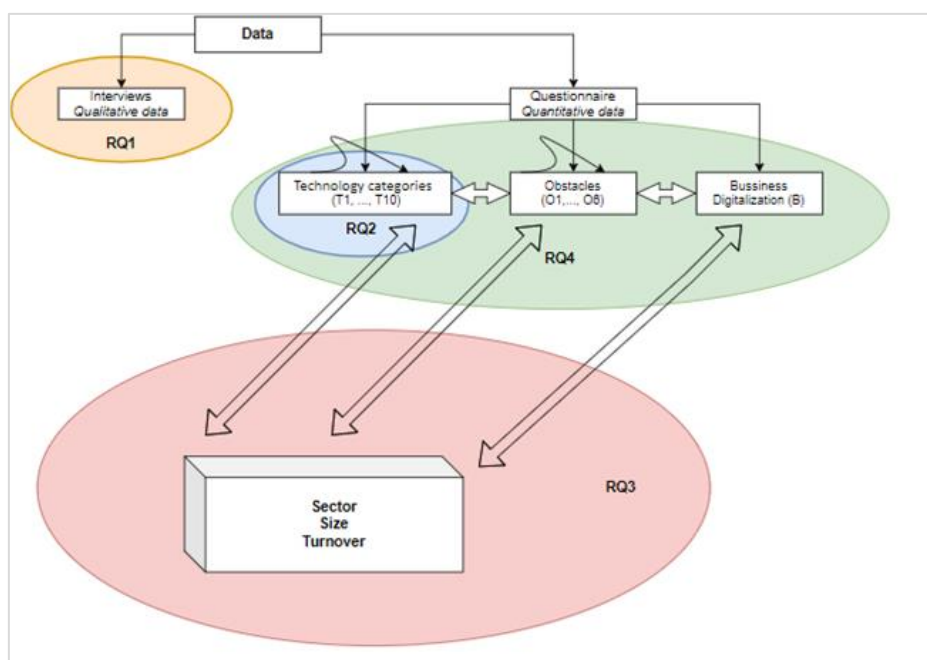 Data
Interviews
Qualitative data
RQ1
Questionnaire
Quantitative data
Technology categories
(T1, ..., T10)
RQ2
Obstacles
(O1,..., O6)
Bussiness
Digitalization (B)
RQ4
RQ3
Sector
Size
Turnover